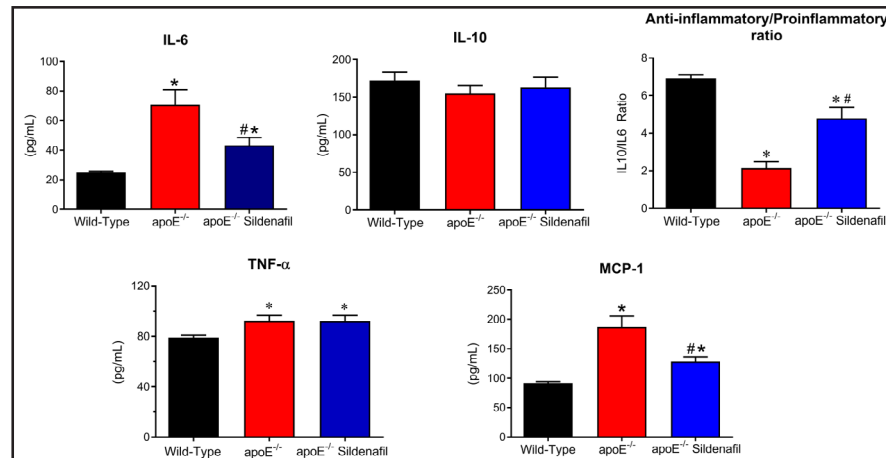 IL-6
(pg/mL)
100
80
60
40
20
0
*
#*
Wild-Type apoE-/- apoE-/- Sildenafil
IL-10
(pg/mL)
200
150
100
50
0
Wild-Type apoE-/- apoE-/- Sildenafil
Anti-inflammatory/Proinflammatory
ratio
IL10/IL6 Ratio
8
6
4
2
0
*
*#
Wild-Type apoE-/- apoE-/- Sildenafil
TNF-α
(pg/mL)
120
80
40
0
*
*
Wild-Type apoE-/- apoE-/- Sildenafil
MCP-1
(pg/mL)
250
200
150
100
50
0
*
#*
Wild-Type apoE-/- apoE-/- Sildenafil